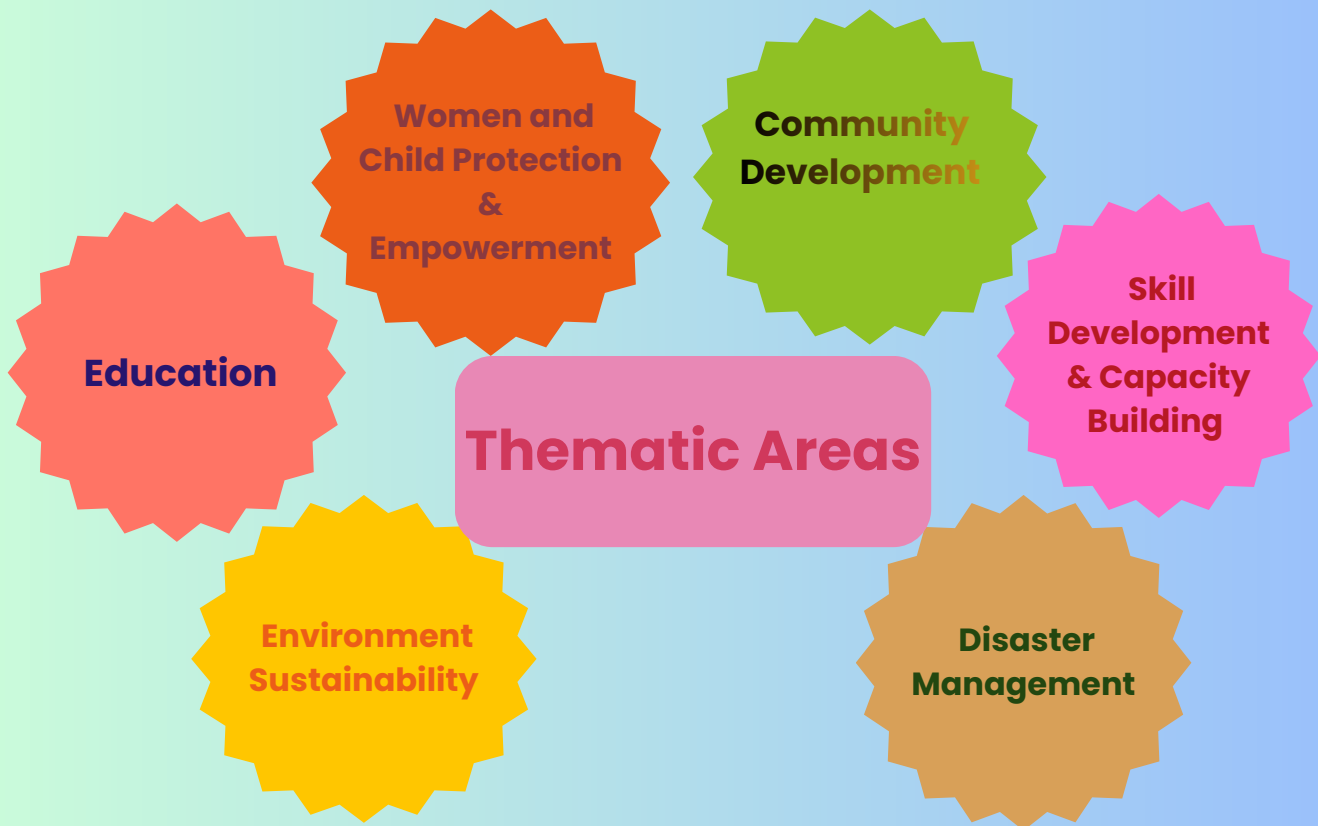 Women and
Child Protection
&
Empowerment
Community
Development
Skill
Development
& Capacity
Building
Education
Thematic Areas
Environment
Sustainability
Disaster
Management